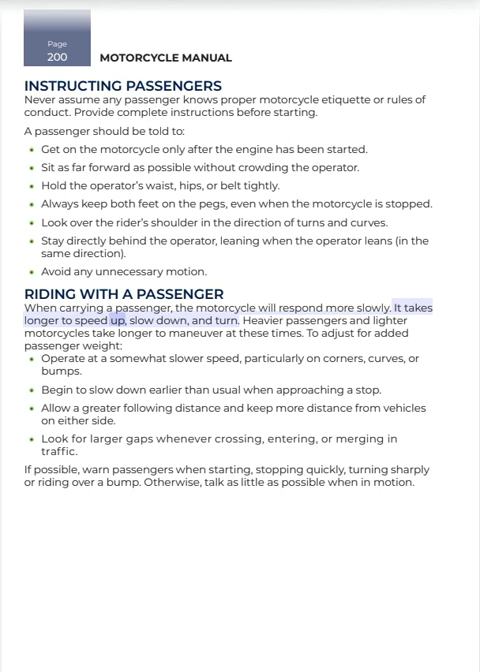 Page
200
MOTORCYCLE MANUAL
INSTRUCTING PASSENGERS
Never assume any passenger knows proper motorcycle etiquette or rules of
conduct. Provide complete instructions before starting.
A passenger should be told to:
• Get on the motorcycle only after the engine has been started.
• Sit as far forward as possible without crowding the operator.
• Hold the operator's waist, hips, or belt tightly.
• Always keep both feet on the pegs, even when the motorcycle is stopped.
• Look over the rider's shoulder in the direction of turns and curves.
• Stay directly behind the operator, leaning when the operator leans (in the
same direction).
• Avoid any unnecessary motion.
RIDING WITH A PASSENGER
When carrying a passenger, the motorcycle will respond more slowly. It takes
longer to speed up, slow down, and turn. Heavier passengers and lighter
motorcycles take longer to maneuver at these times. To adjust for added
passenger weight:
• Operate at a somewhat slower speed, particularly on corners, curves, or
bumps.
• Begin to slow down earlier than usual when approaching a stop.
• Allow a greater following distance and keep more distance from vehicles
on either side.
• Look for larger gaps whenever crossing, entering, or merging in
traffic.
If possible, warn passengers when starting, stopping quickly, turning sharply
or riding over a bump. Otherwise, talk as little as possible when in motion.